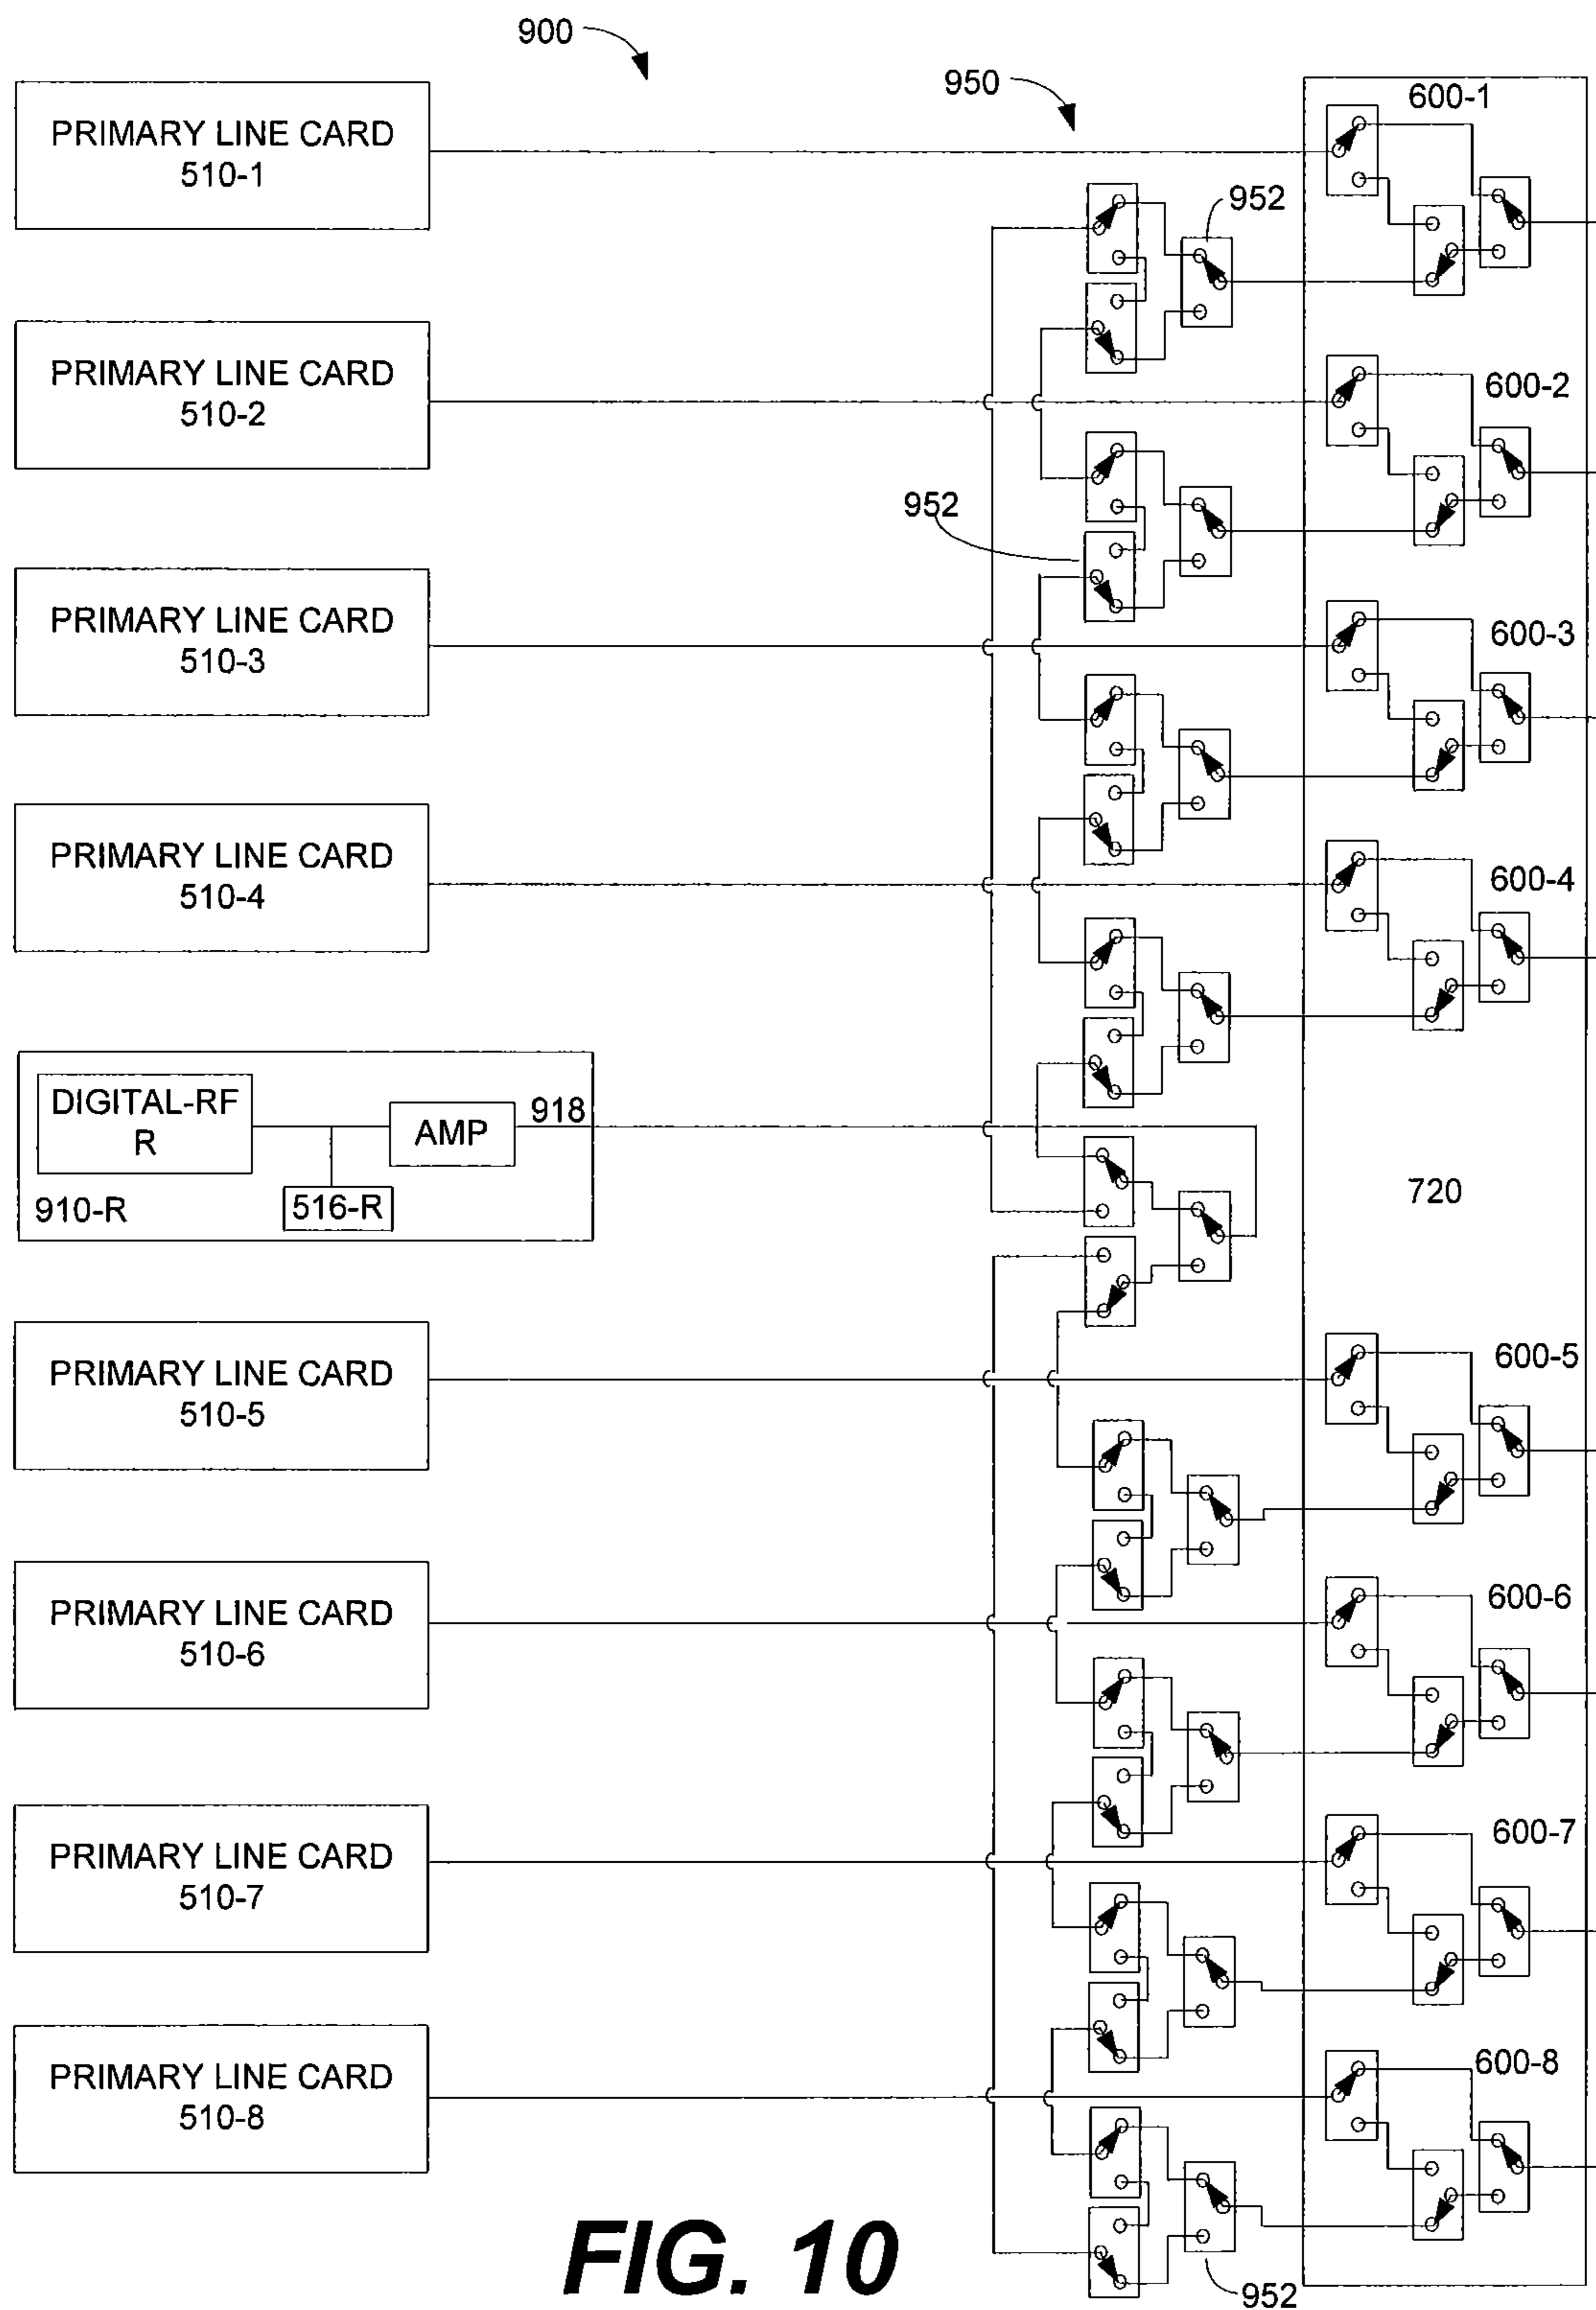 900
950
600-1
PRIMARY LINE CARD
510-1
952
PRIMARY LINE CARD
510-2
600-2
952
PRIMARY LINE CARD
510-3
600-3
PRIMARY LINE CARD
510-4
600-4
DIGITAL-RF
R
AMP
918
910-R
516-R
720
PRIMARY LINE CARD
510-5
600-5
PRIMARY LINE CARD
510-6
600-6
PRIMARY LINE CARD
510-7
600-7
PRIMARY LINE CARD
510-8
600-8
FIG. 10
952